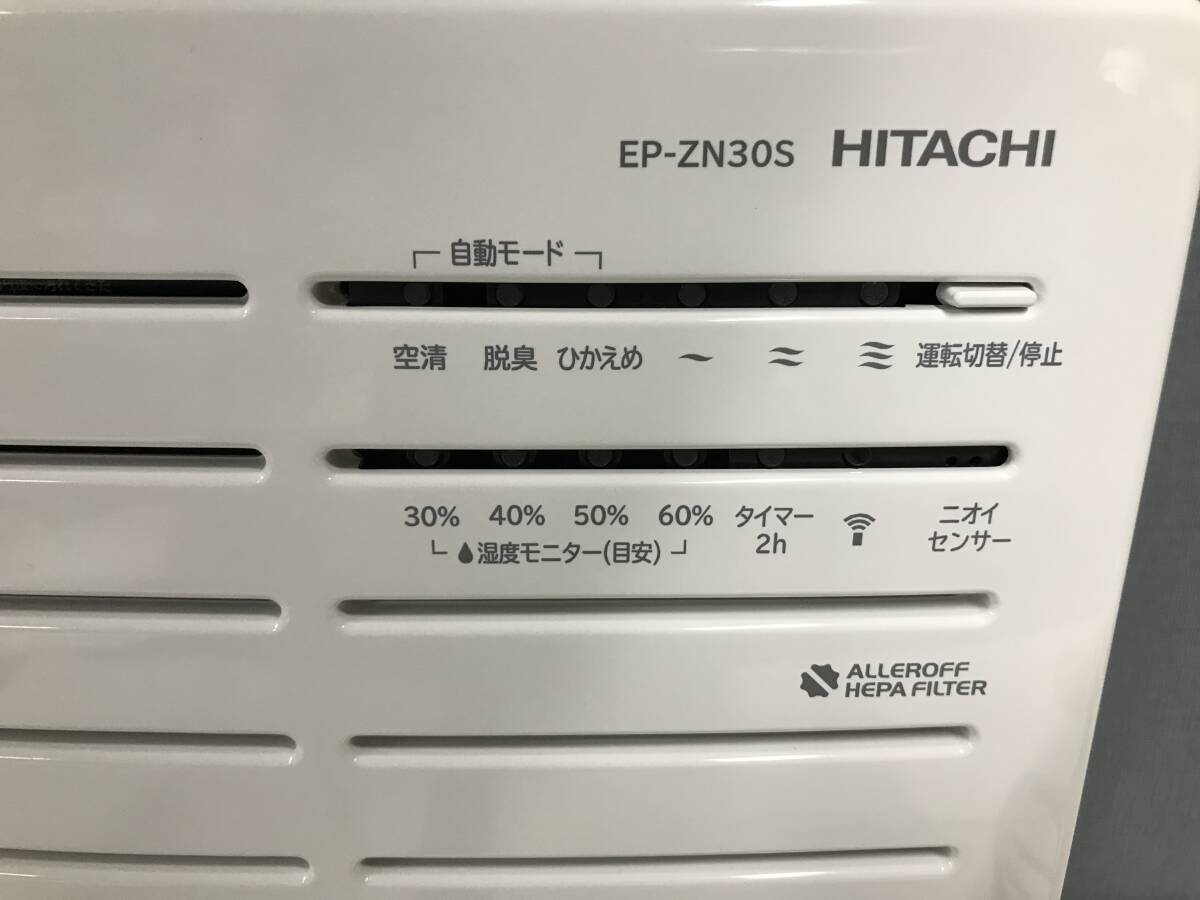 EP-ZN30S HITACHI
自動モード
空清 脱臭 ひかえめ 運転切替/停止
30% 40% 50% 60% タイマー 2h ニオイ センサー
湿度モニター(目安)
ALLEROFF
HEPA FILTER